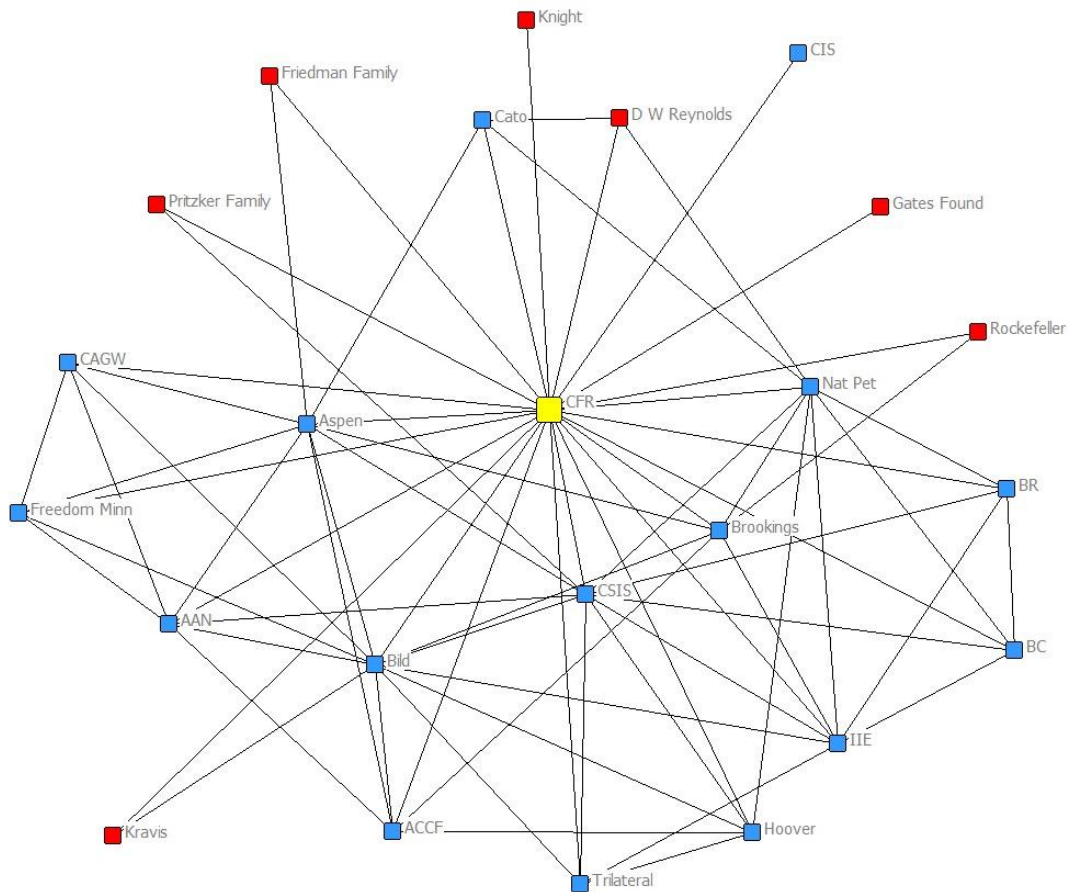 Knight
CIS
Friedman Family
Cato
D W Reynolds
Pritzker Family
Gates Found
Rockefeller
CAGW
Nat Pet
CFR
Aspen
BR
Freedom Minn
Brookings
CSIS
AAN
BC
Bild
IIE
Kravis
ACCF
Hoover
Trilateral